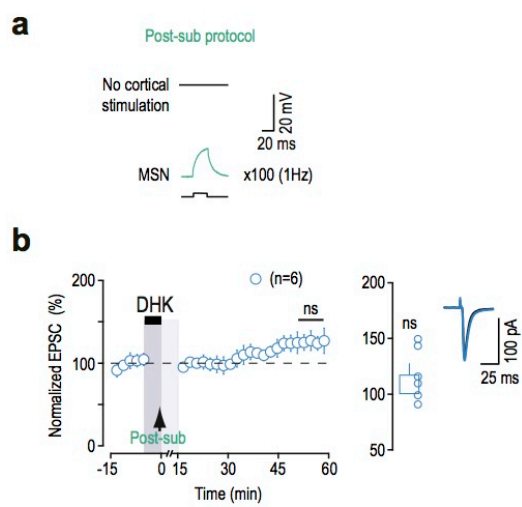 a
Post-sub protocol
No cortical
stimulation
20 mV
20 ms
MSN
x100 (1Hz)
b
200
100
0
Normalized EPSC (%)
DHK
(n=6)
ns
Post-sub
-15
0
15
30
45
60
Time (min)
200
150
100
50
ns
100 pA
25 ms